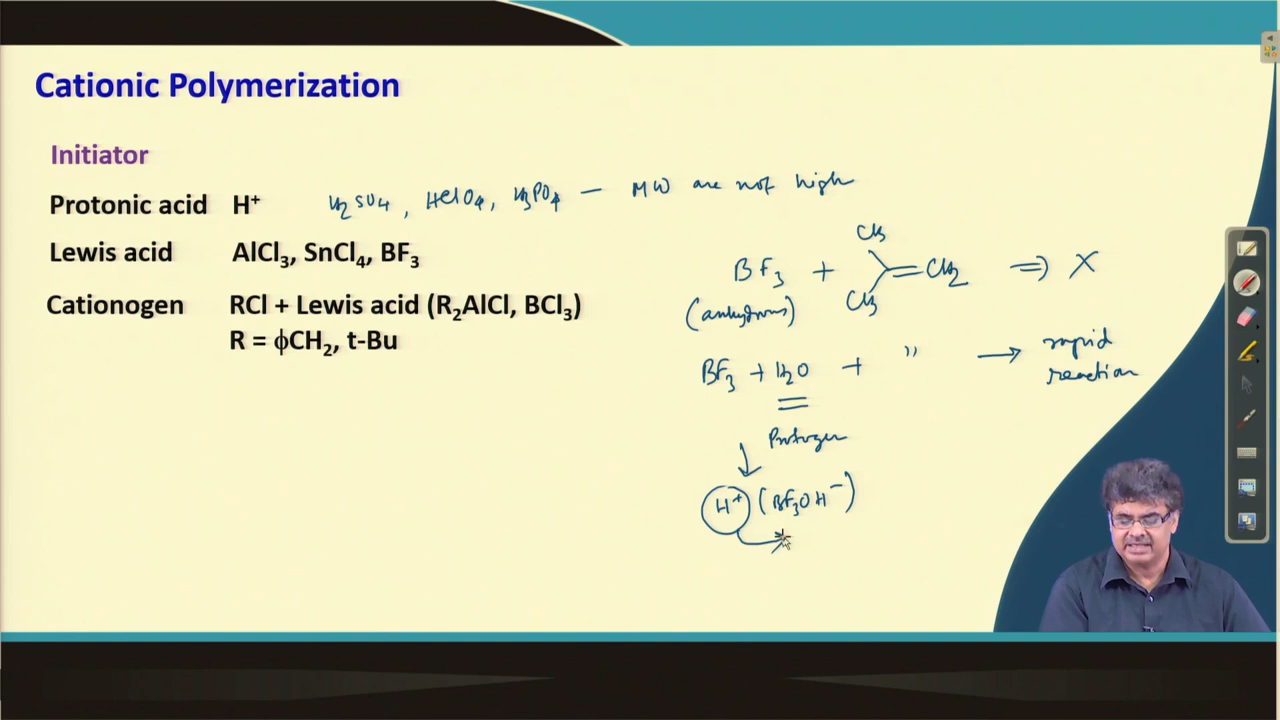 Cationic Polymerization
Initiator
Protonic acid H⁺ H₂SO₄, HClO₄, H₃PO₄ — MW are not high
Lewis acid AlCl₃, SnCl₄, BF₃
Cationogen RCl + Lewis acid (R₂AlCl, BCl₃)
R = ϕCH₂, t-Bu
CH₃
BF₃ + =CH₂ ⇒ X
(anhydrous) CH₃
BF₃ + H₂O + " → rapid reaction
Protogen
↓
H⁺ (BF₃OH⁻)